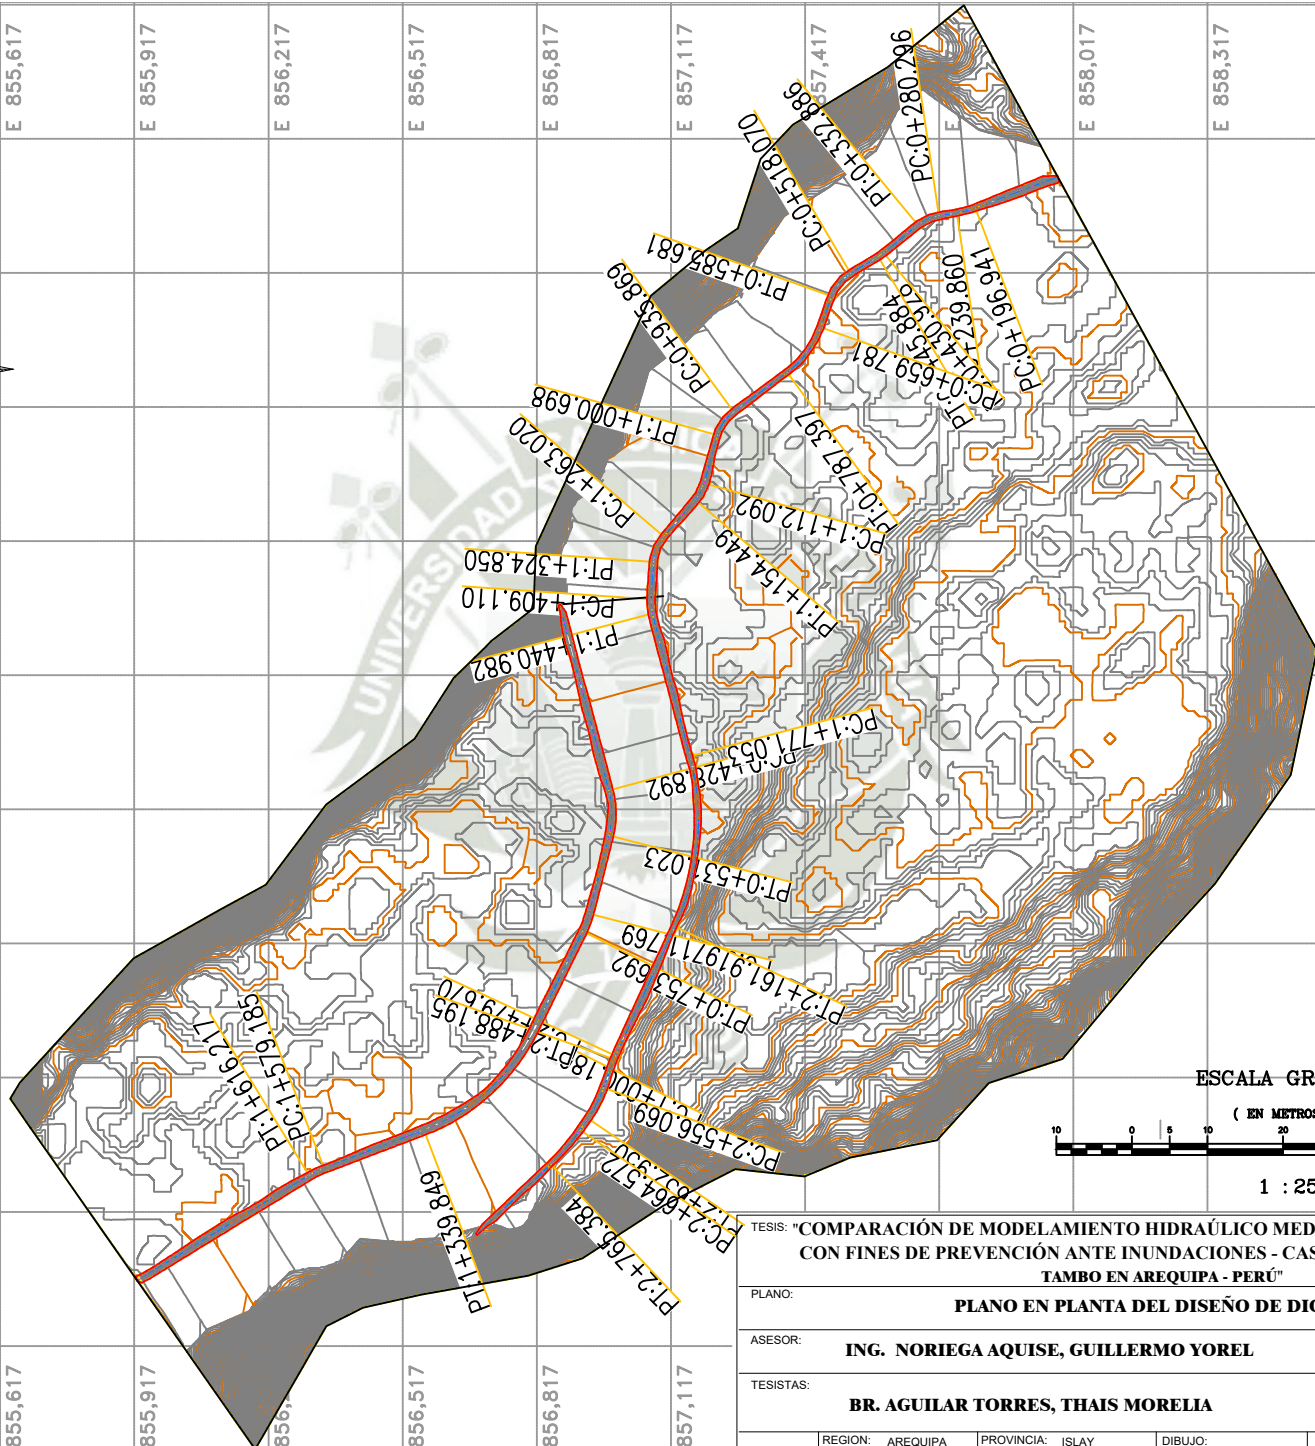 E 855,617
E 855,917
E 856,217
E 856,517
E 856,817
E 857,117
857,417
E
E 858,017
E 858,317
PC:0+280.296
PT:0+332.886
PC:0+518.070
PT:0+585.681
PC:0+935.869
PT:1+000.698
PC:1+263.020
PT:1+324.850
PC:1+409.110
PT:1+440.982
PC:0+196.941
PT:0+787.397
PC:1+112.092
PT:1+154.449
PC:1+771.053
PT:0+531.023
PT:2+161.919
PT:0+753.692
PC:2+556.069
PC:2+664.572
PT:2+765.384
PT:1+339.849
PC:1+579.185
PT:1+616.217
UNIVERSIDAD
ESCALA GR
( EN METROS
10 0 5 10 20
1 : 25
TESIS: "COMPARACIÓN DE MODELAMIENTO HIDRAÚLICO MED
CON FINES DE PREVENCIÓN ANTE INUNDACIONES - CAS
TAMBO EN AREQUIPA - PERÚ"
PLANO:
PLANO EN PLANTA DEL DISEÑO DE DIQ
ASESOR:
ING. NORIEGA AQUISE, GUILLERMO YOREL
TESISTAS:
BR. AGUILAR TORRES, THAIS MORELIA
REGION: AREQUIPA PROVINCIA: ISLAY DIBUJO:
855,617
855,917
856,517
856,817
857,117